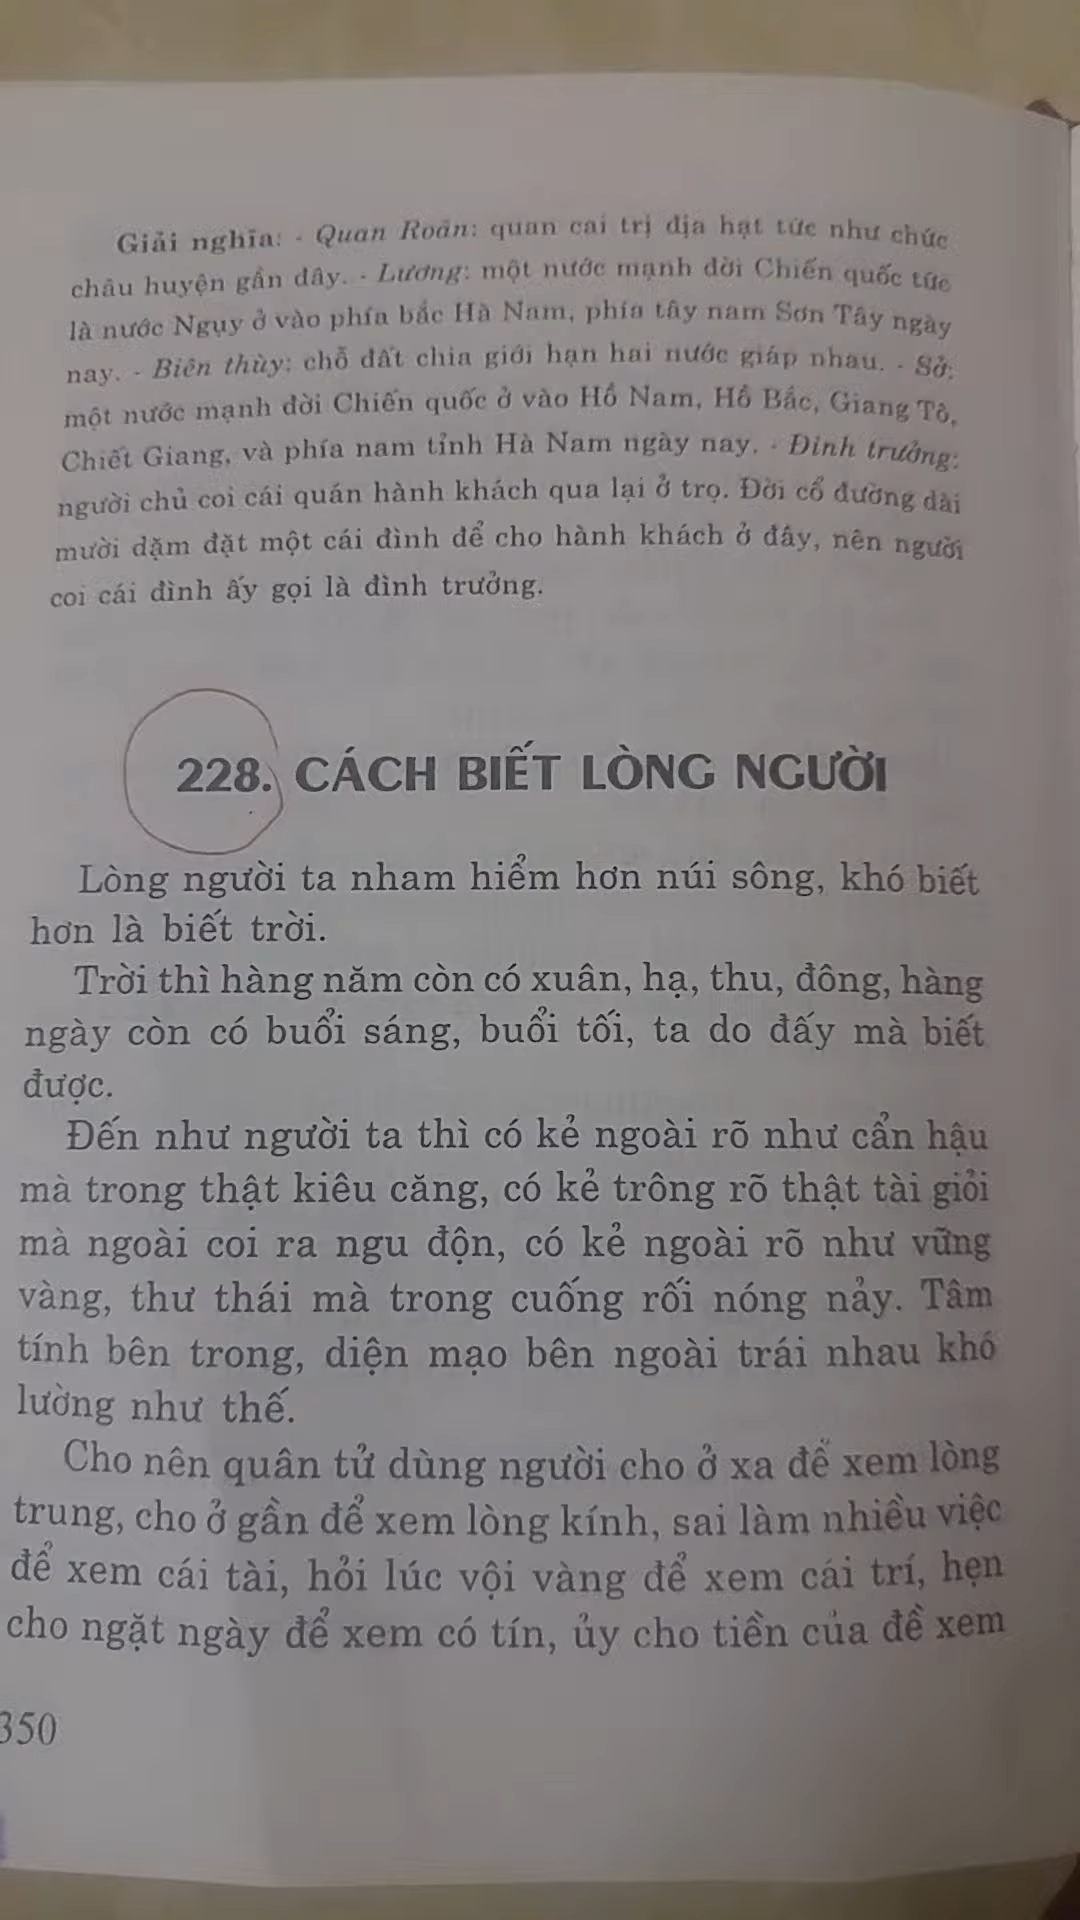 Giải nghĩa: - Quan Roãn: quan cai trị địa hạt tức như chức
châu huyện gần đây. - Lương: một nước mạnh đời Chiến quốc tức
là nước Ngụy ở vào phía bắc Hà Nam, phía tây nam Sơn Tây ngày
nay. - Biên thùy: chỗ đất chia giới hạn hai nước giáp nhau. - Sở:
một nước mạnh đời Chiến quốc ở vào Hồ Nam, Hồ Bắc, Giang Tô,
Chiết Giang, và phía nam tỉnh Hà Nam ngày nay. - Đình trưởng:
người chủ coi cái quán hành khách qua lại ở trọ. Đời cổ đường dài
mười dặm đặt một cái đình để cho hành khách ở đấy, nên người
coi cái đình ấy gọi là đình trưởng.
228. CÁCH BIẾT LÒNG NGƯỜI
Lòng người ta nham hiểm hơn núi sông, khó biết
hơn là biết trời.
Trời thì hàng năm còn có xuân, hạ, thu, đông, hàng
ngày còn có buổi sáng, buổi tối, ta do đấy mà biết
được.
Đến như người ta thì có kẻ ngoài rõ như cẩn hậu
mà trong thật kiêu căng, có kẻ trông rõ thật tài giỏi
mà ngoài coi ra ngu độn, có kẻ ngoài rõ như vững
vàng, thư thái mà trong cuống rối nóng nảy. Tâm
tính bên trong, diện mạo bên ngoài trái nhau khó
lường như thế.
Cho nên quân tử dùng người cho ở xa để xem lòng
trung, cho ở gần để xem lòng kính, sai làm nhiều việc
để xem cái tài, hỏi lúc vội vàng để xem cái trí, hẹn
cho ngặt ngày để xem có tín, ủy cho tiền của để xem
350